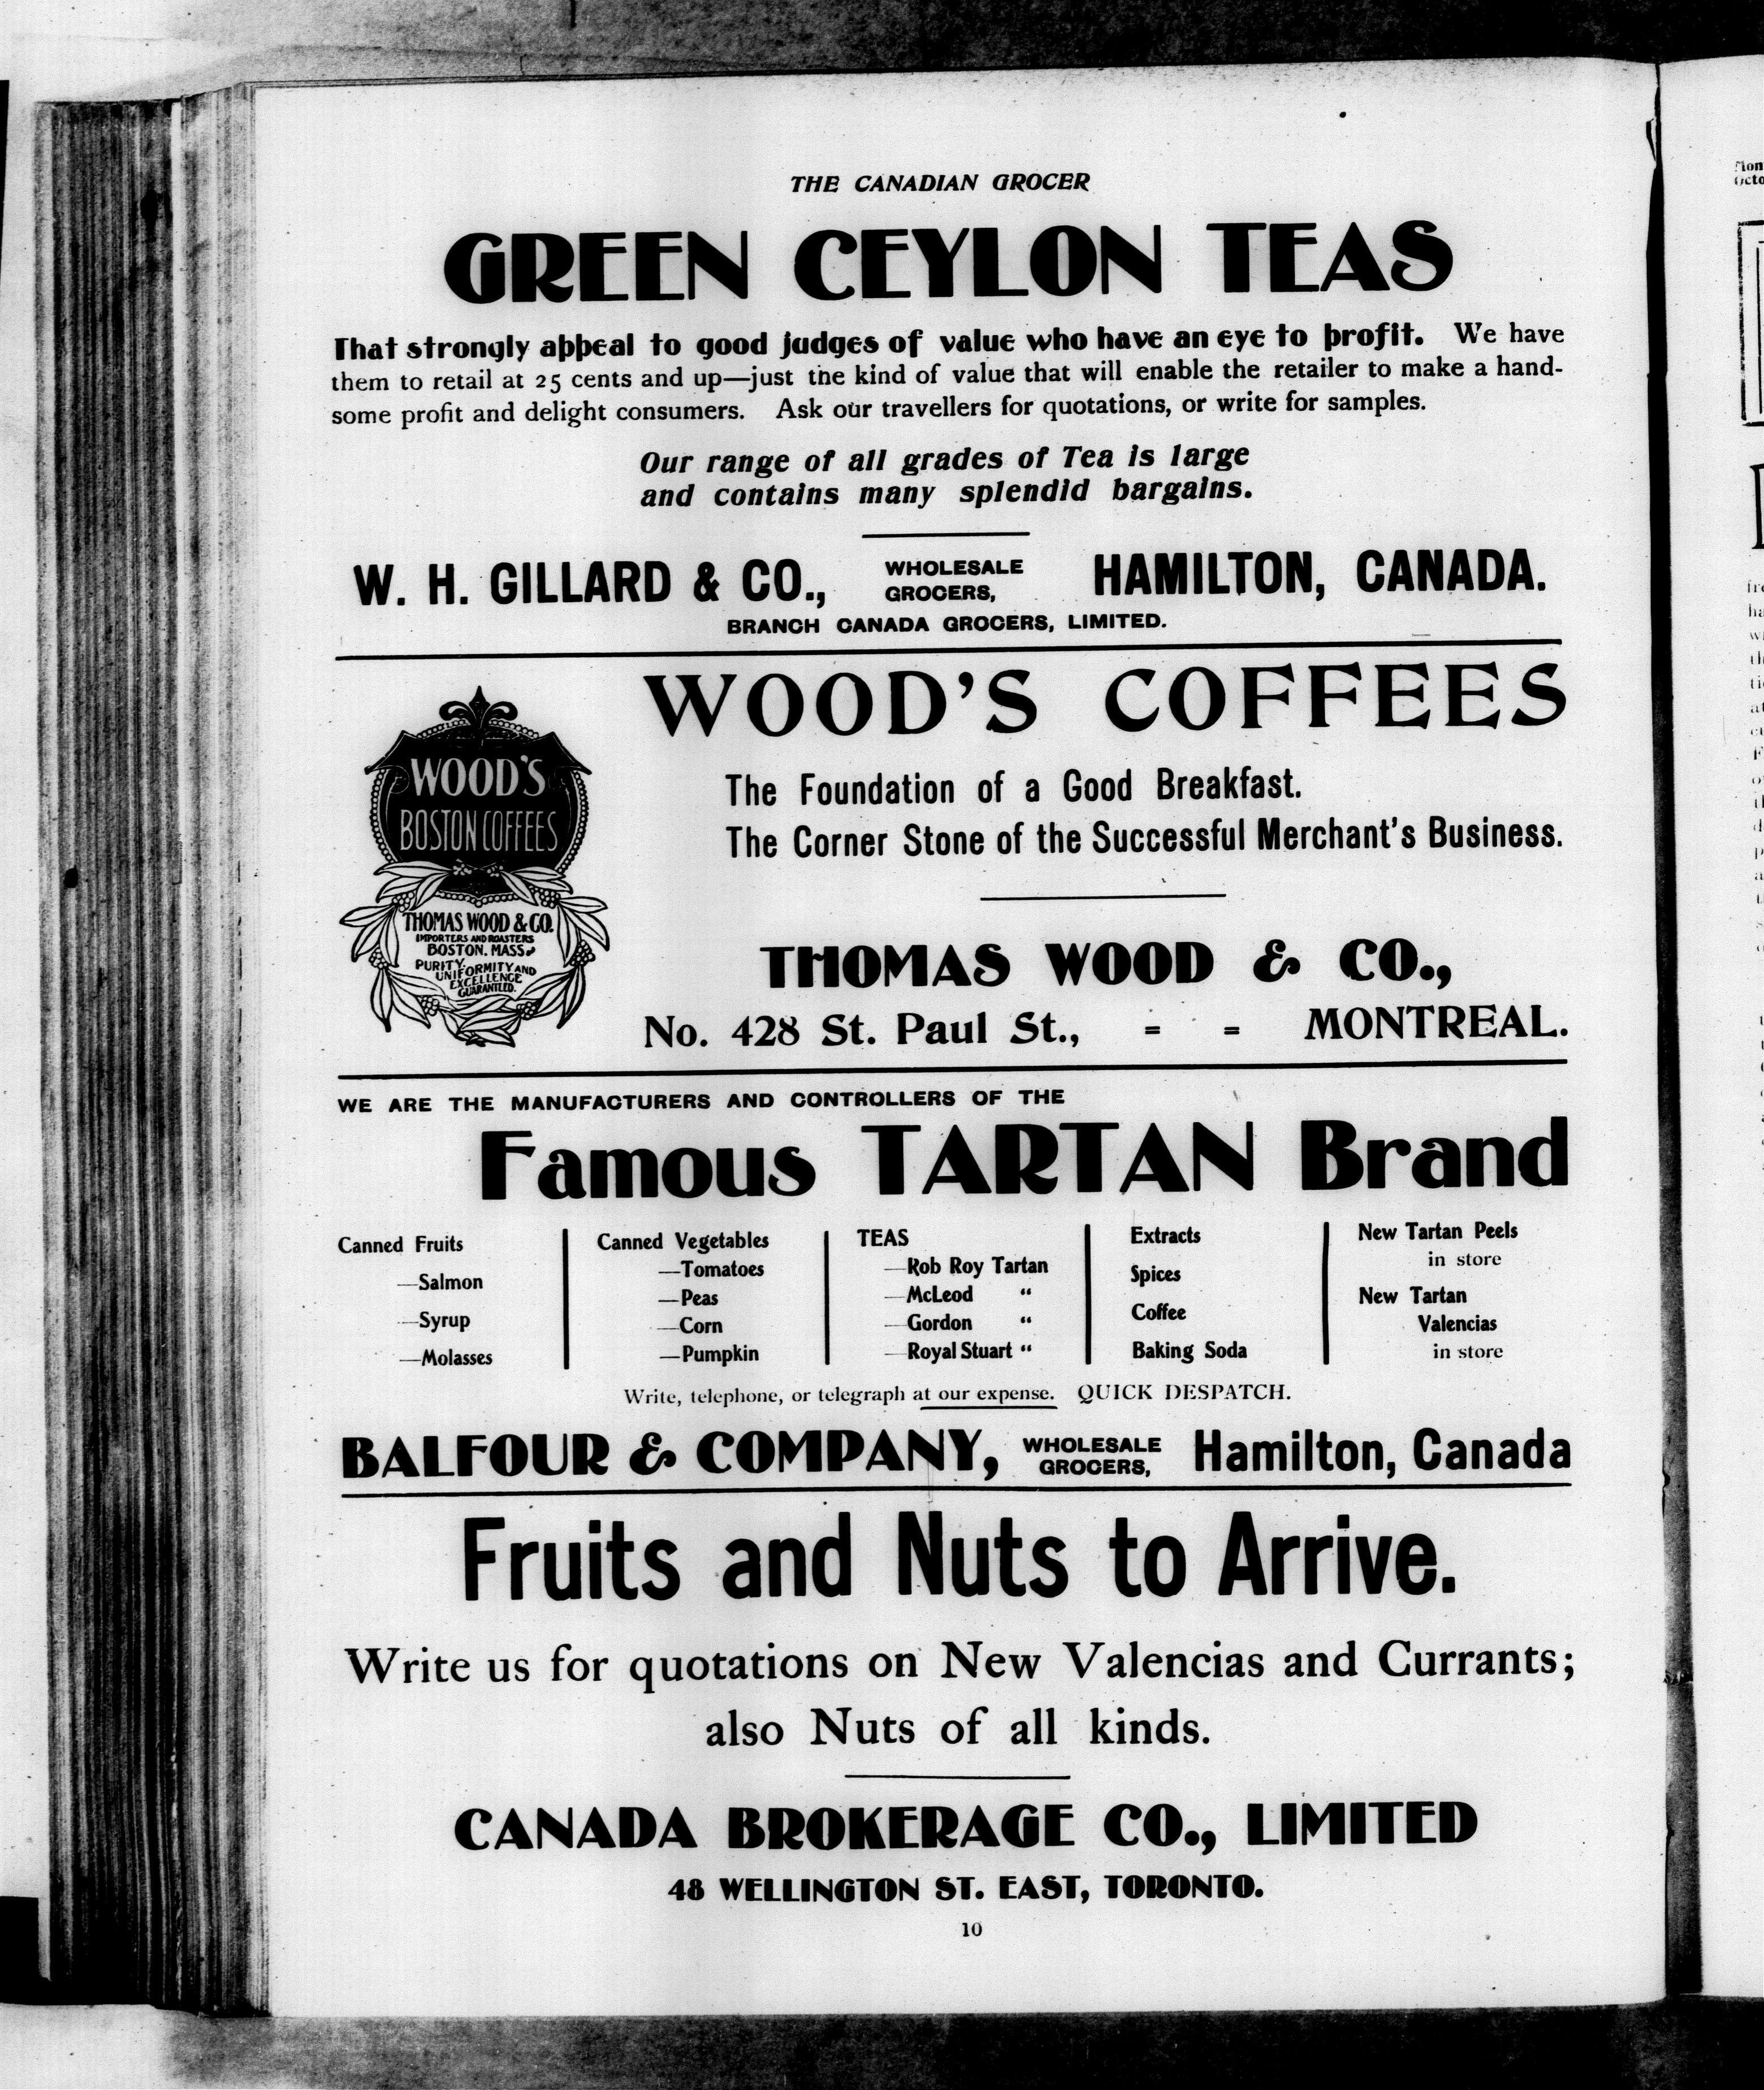 THE CANADIAN GROCER
GREEN CEYLON TEAS
That strongly appeal to good judges of value who have an eye to profit. We have
them to retail at 25 cents and up—just the kind of value that will enable the retailer to make a hand-
some profit and delight consumers. Ask our travellers for quotations, or write for samples.
Our range of all grades of Tea is large
and contains many splendid bargains.
W. H. GILLARD & CO., WHOLESALE GROCERS, HAMILTON, CANADA.
BRANCH CANADA GROCERS, LIMITED.
WOOD'S
BOSTON COFFEES
THOMAS WOOD & CO.
IMPORTERS AND ROASTERS
BOSTON. MASS
PURITY
UNIFORMITY AND
EXCELLENCE
GUARANTEED.
WOOD'S COFFEES
The Foundation of a Good Breakfast.
The Corner Stone of the Successful Merchant's Business.
THOMAS WOOD & CO.,
No. 428 St. Paul St., - - MONTREAL.
WE ARE THE MANUFACTURERS AND CONTROLLERS OF THE
Famous TARTAN Brand
Canned Fruits
—Salmon
—Syrup
—Molasses
Canned Vegetables
—Tomatoes
—Peas
—Corn
—Pumpkin
TEAS
—Rob Roy Tartan
—McLeod "
—Gordon "
—Royal Stuart "
Extracts
Spices
Coffee
Baking Soda
New Tartan Peels
in store
New Tartan
Valencias
in store
Write, telephone, or telegraph at our expense. QUICK DESPATCH.
BALFOUR & COMPANY, WHOLESALE GROCERS, Hamilton, Canada
Fruits and Nuts to Arrive.
Write us for quotations on New Valencias and Currants;
also Nuts of all kinds.
CANADA BROKERAGE CO., LIMITED
48 WELLINGTON ST. EAST, TORONTO.
10